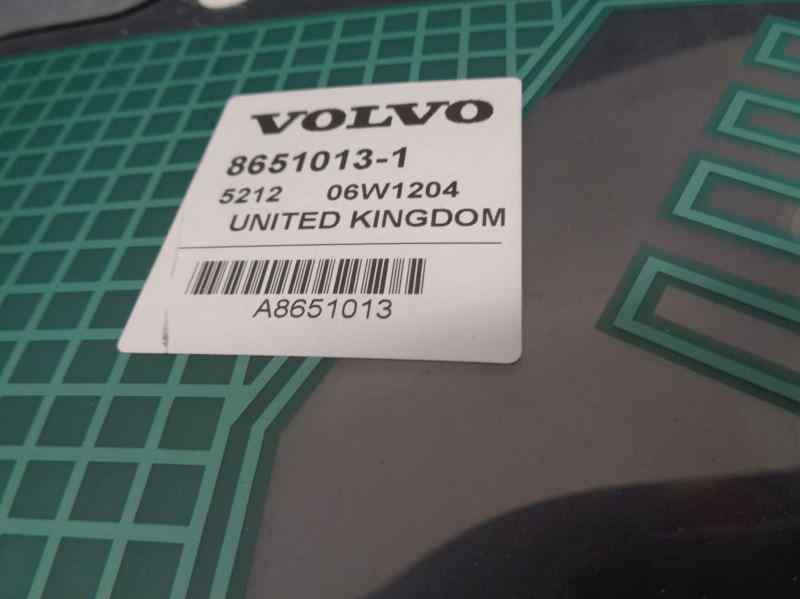 VOLVO
8651013-1
5212 06W1204
UNITED KINGDOM
A8651013